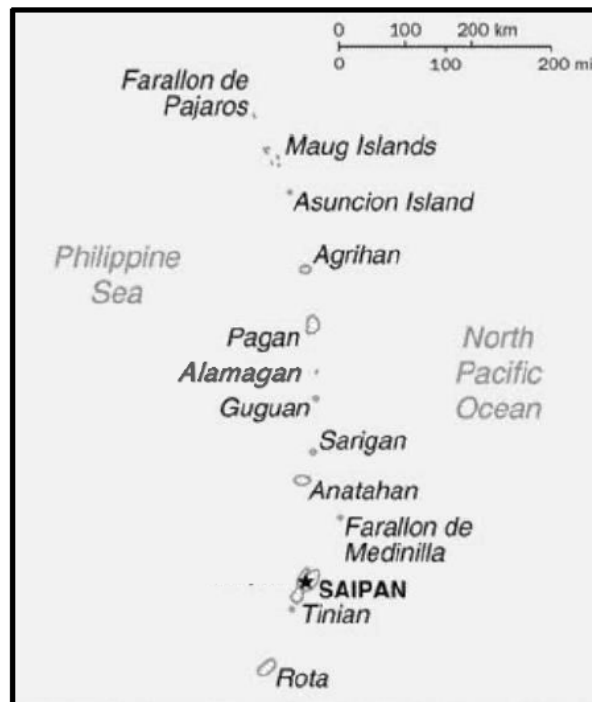 0 100 200 km
0 100 200 mi
Farallon de
Pajaros
Maug Islands
Asuncion Island
Agrihan
Philippine
Sea
Pagan
North
Pacific
Ocean
Alamagan
Guguan
Sarigan
Anatahan
Farallon de
Medinilla
SAIPAN
Tinian
Rota